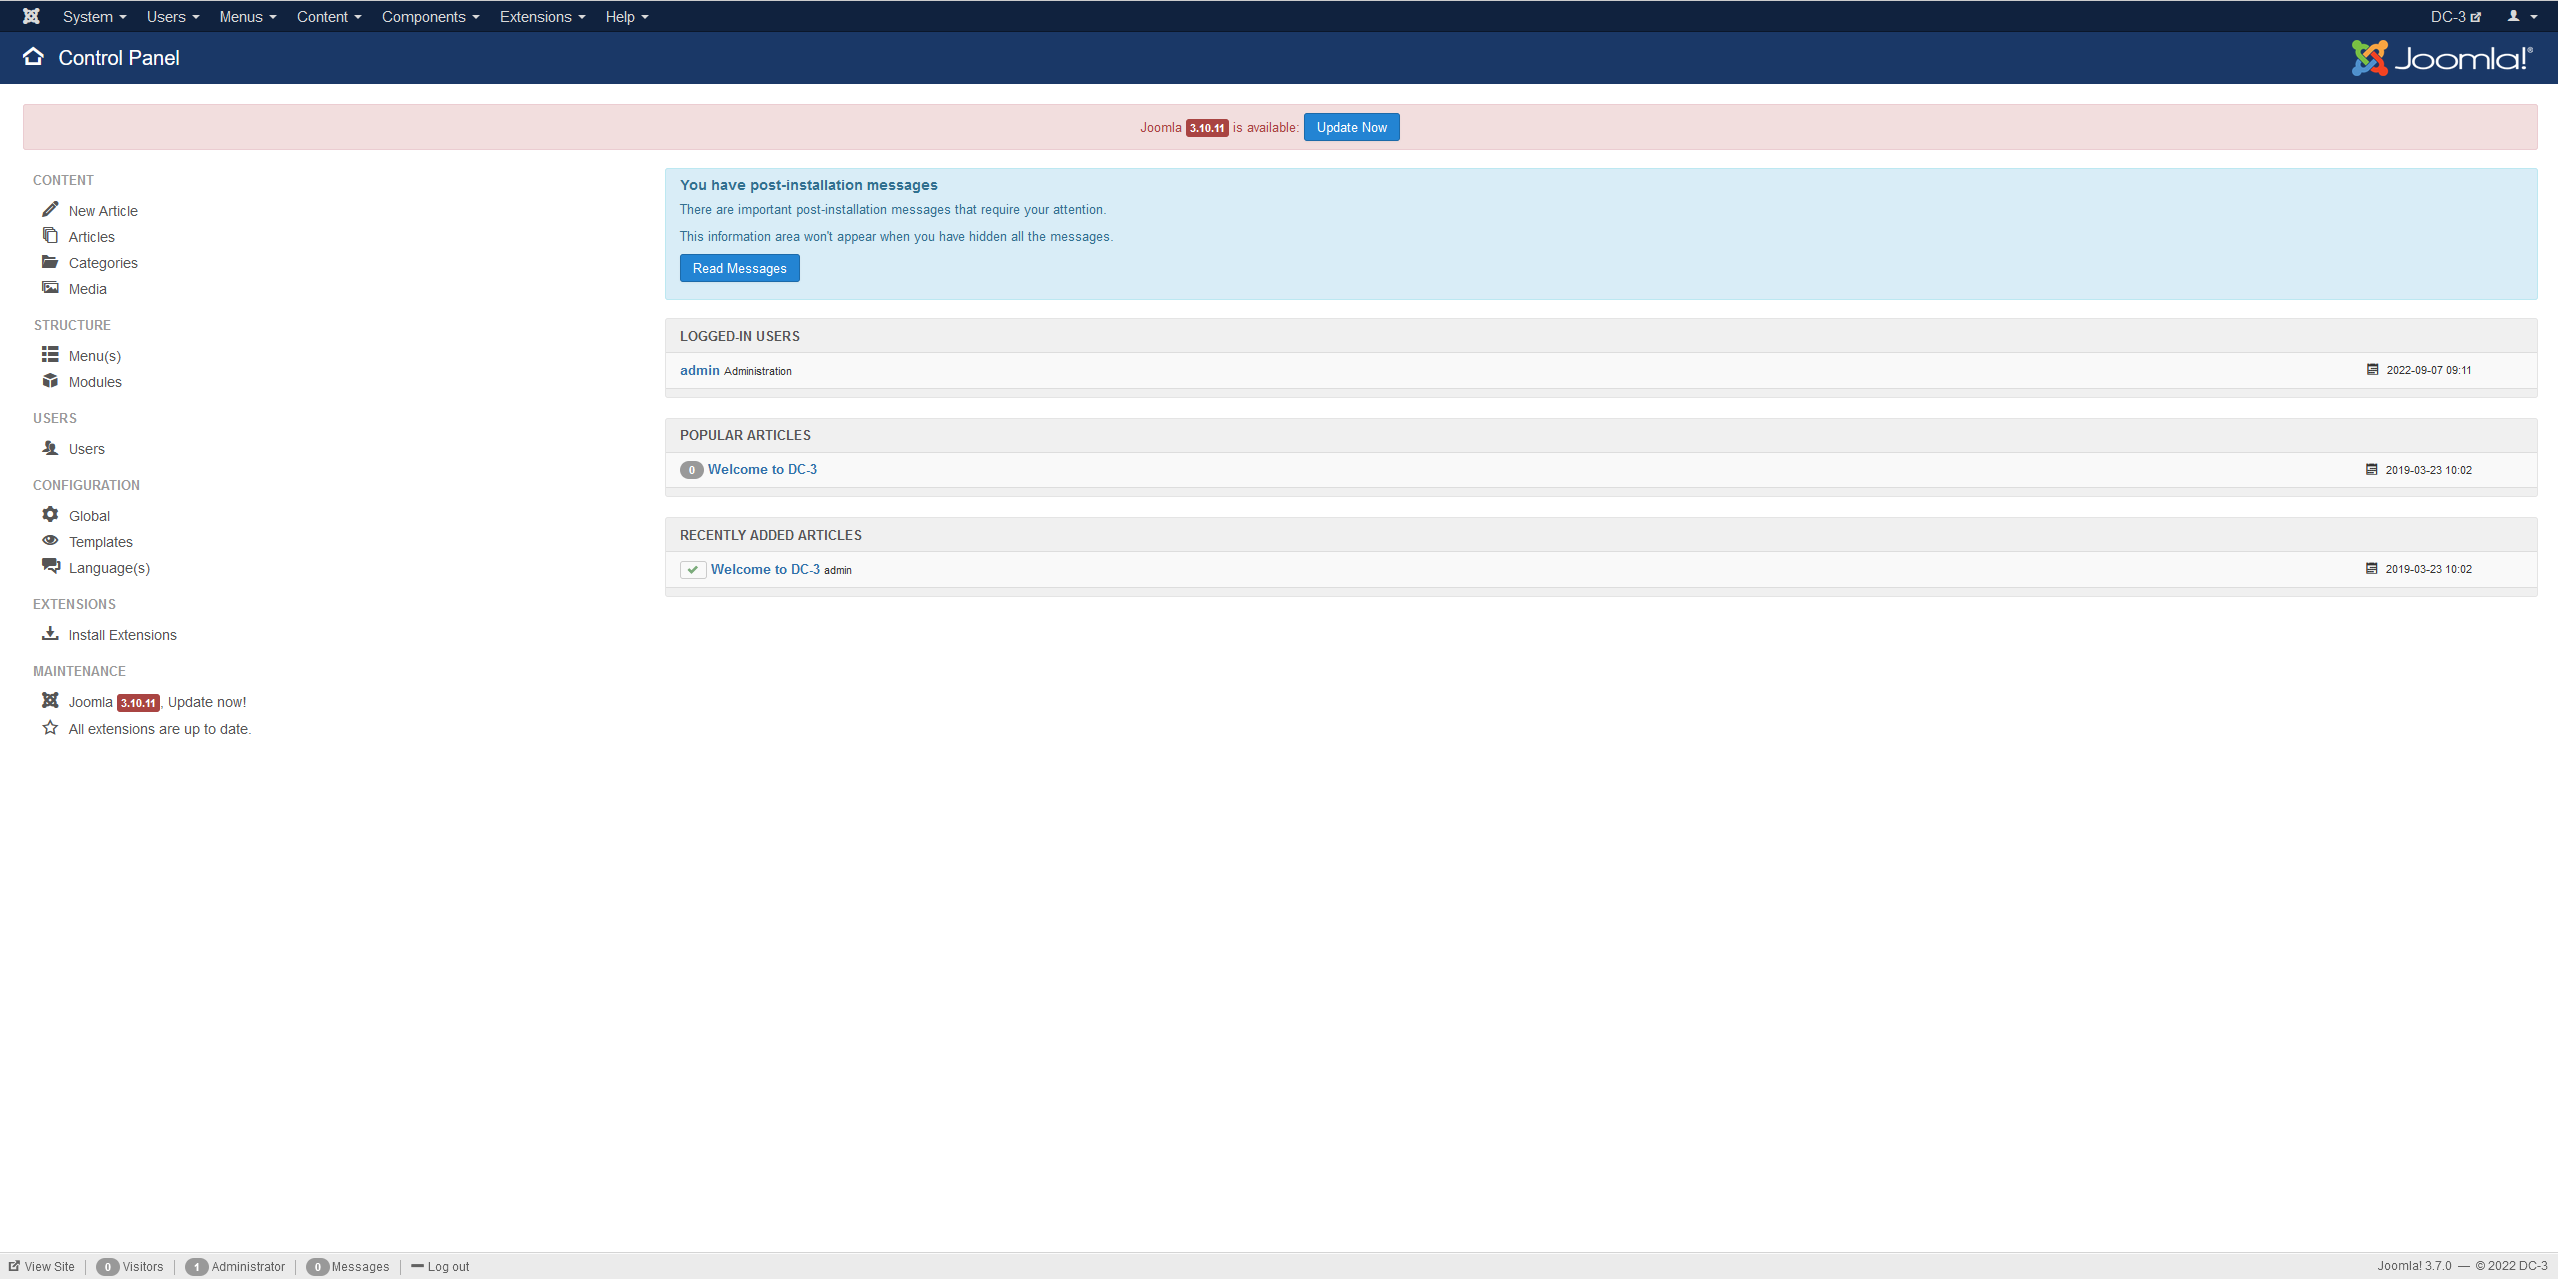 System Users Menus Content Components Extensions Help DC-3
Control Panel Joomla!®
Joomla 3.10.11 is available: Update Now
CONTENT
New Article
Articles
Categories
Media
STRUCTURE
Menu(s)
Modules
USERS
Users
CONFIGURATION
Global
Templates
Language(s)
EXTENSIONS
Install Extensions
MAINTENANCE
Joomla 3.10.11, Update now!
All extensions are up to date.
You have post-installation messages
There are important post-installation messages that require your attention.
This information area won't appear when you have hidden all the messages.
Read Messages
LOGGED-IN USERS
admin Administration 2022-09-07 09:11
POPULAR ARTICLES
0 Welcome to DC-3 2019-03-23 10:02
RECENTLY ADDED ARTICLES
Welcome to DC-3 admin 2019-03-23 10:02
View Site 0 Visitors 1 Administrator 0 Messages Log out Joomla! 3.7.0 — © 2022 DC-3